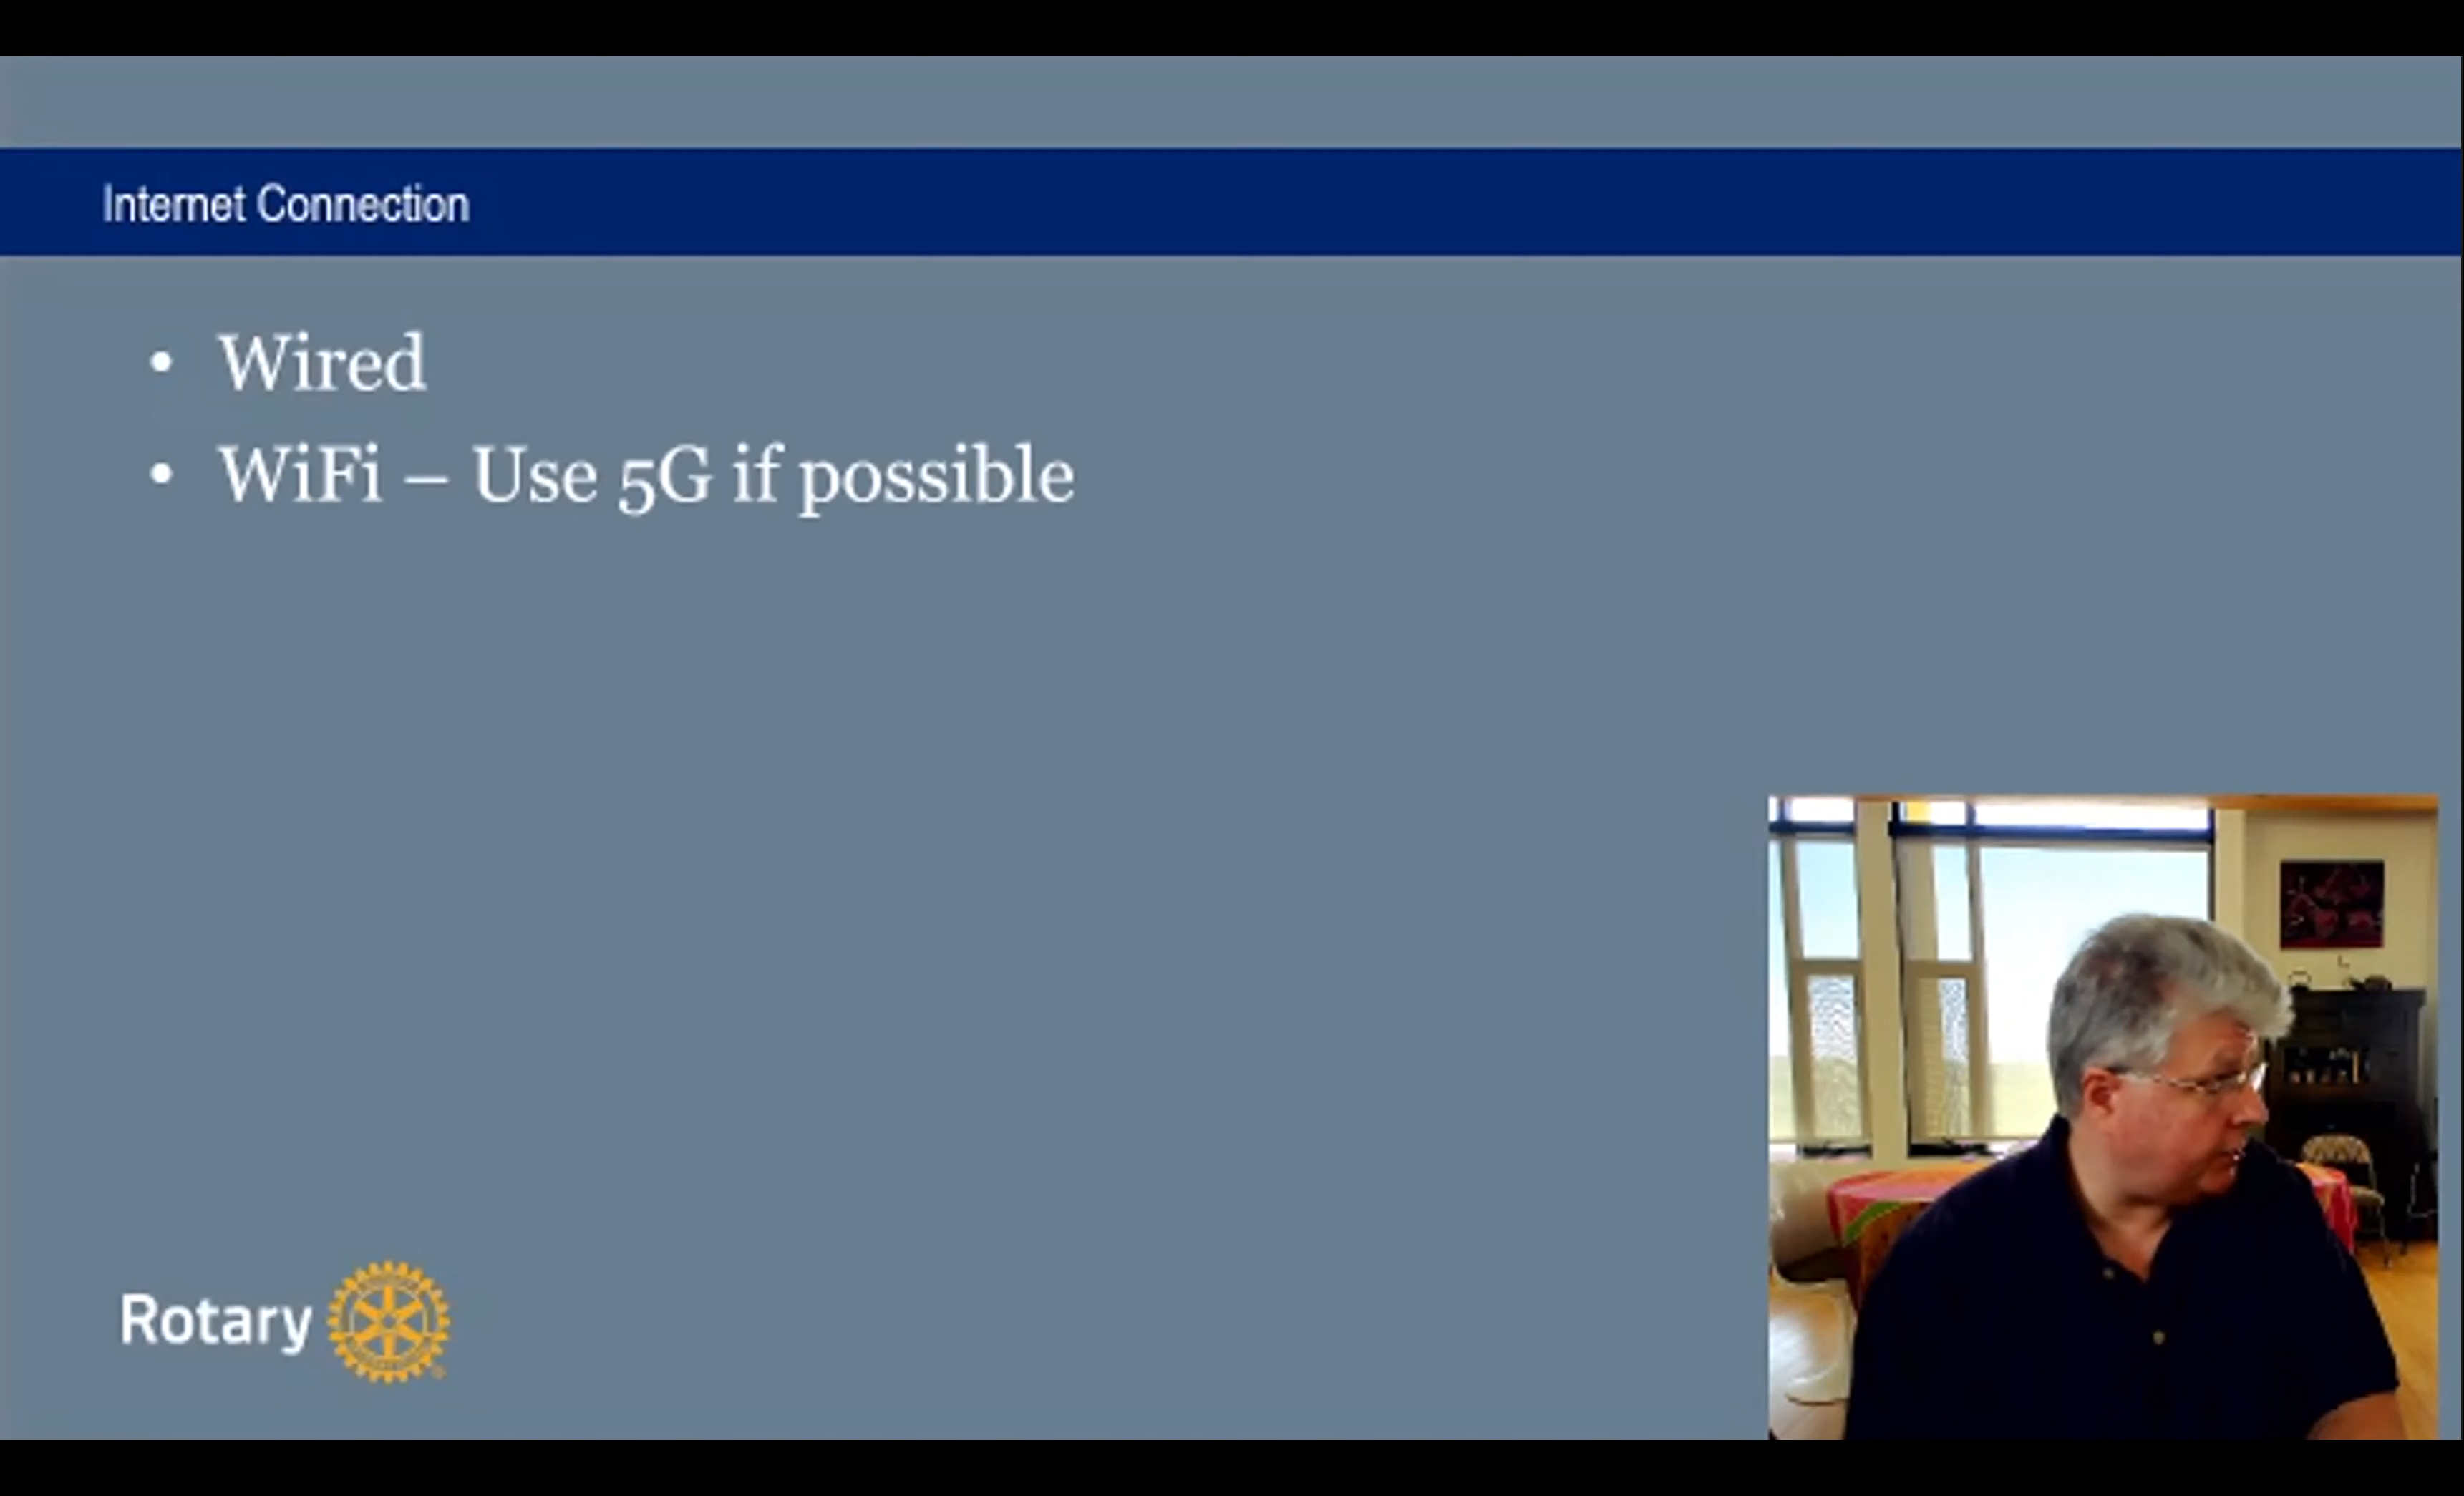 Internet Connection
• Wired
• WiFi – Use 5G if possible
Rotary